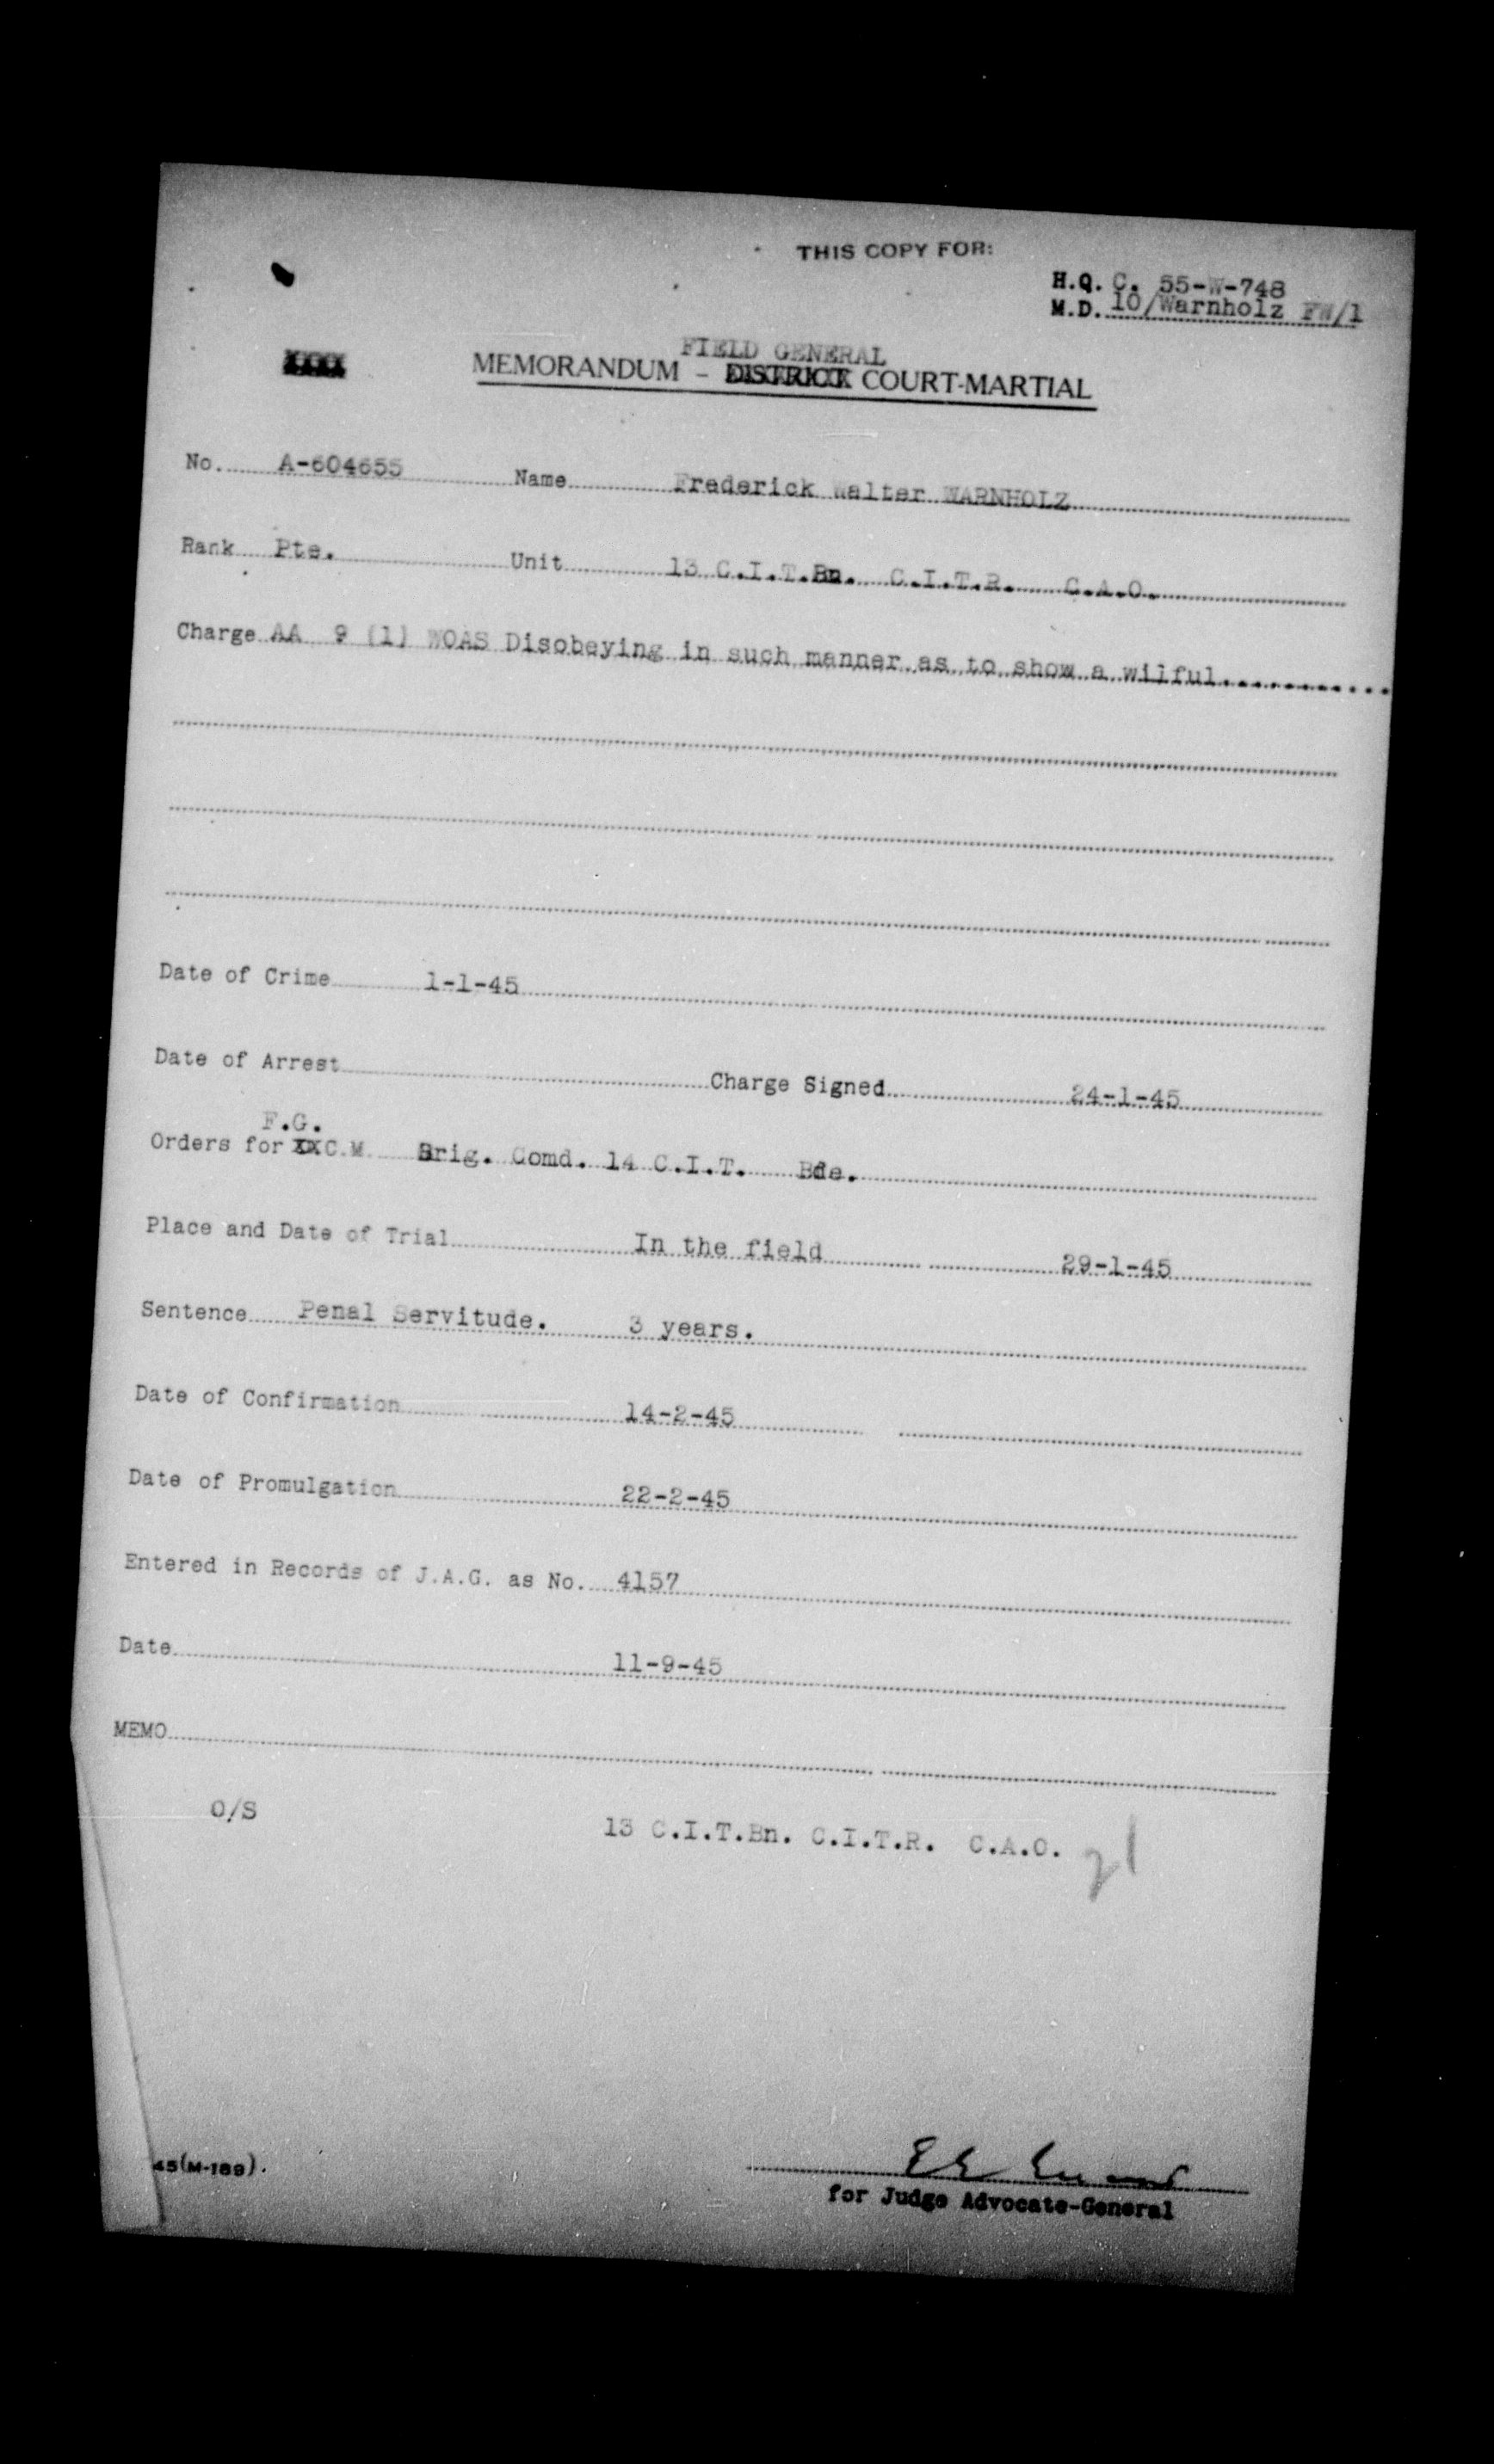 THIS COPY FOR:
H.Q. C. 55-W-748
M.D. 10/Warnholz FW/1
XXXX
FIELD GENERAL
MEMORANDUM - DISTRICT COURT-MARTIAL
No. A-604655 Name Frederick Walter WARNHOLZ
Rank Pte. Unit 13 C.I.T.Bn. C.I.T.R. C.A.O.
Charge AA 9 (1) WOAS Disobeying in such manner as to show a wilful............
Date of Crime 1-1-45
Date of Arrest Charge Signed 24-1-45
F.G.
Orders for XXC.M. Brig. Comd. 14 C.I.T. Bde.
Place and Date of Trial In the field 29-1-45
Sentence Penal Servitude. 3 years.
Date of Confirmation 14-2-45
Date of Promulgation 22-2-45
Entered in Records of J.A.G. as No. 4157
Date 11-9-45
MEMO
O/S
13 C.I.T.Bn. C.I.T.R. C.A.O. 21
45(M-189).
for Judge Advocate-General